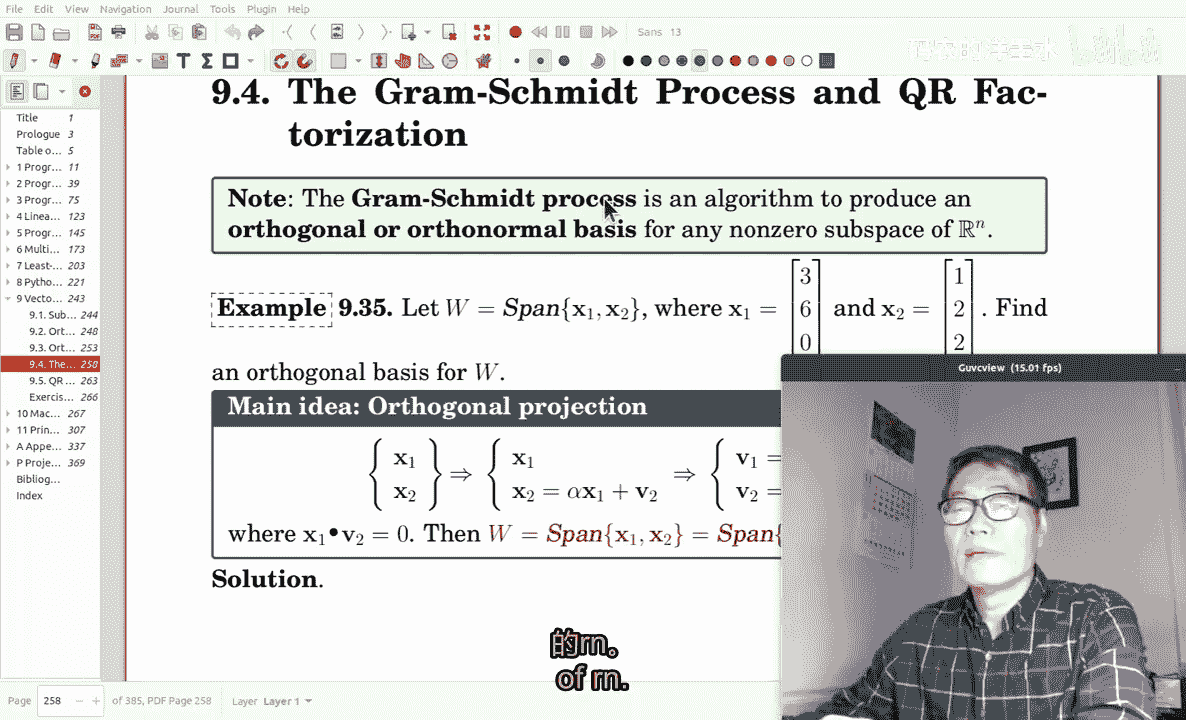 File Edit View Navigation Journal Tools Plugin Help
Sans 13
Title 1
Prologue 3
Table o... 5
1 Progr... 11
2 Progr... 39
3 Progr... 75
4 Linea... 123
5 Progr... 145
6 Multi... 173
7 Least-... 203
8 Pytho... 221
9 Vecto... 243
9.1. Sub... 244
9.2. Ort... 248
9.3. Ort... 253
9.4. The... 258
9.5. QR ... 263
Exercis... 266
10 Mac... 267
11 Prin... 307
A Appe... 337
P Proje... 369
Bibliog...
Index
9.4. The Gram-Schmidt Process and QR Fac-
torization
Note: The Gram-Schmidt process is an algorithm to produce an
orthogonal or orthonormal basis for any nonzero subspace of ℝⁿ.
Example 9.35. Let W = Span{x₁, x₂}, where x₁ = [3 6 0] and x₂ = [1 2 2]. Find
an orthogonal basis for W.
Main idea: Orthogonal projection
{ x₁ x₂ } ⇒ { x₁ x₂ = αx₁ + v₂ ⇒ { v₁ = v₂ =
where x₁•v₂ = 0. Then W = Span{x₁, x₂} = Span{
Solution.
Guvcview (15.01 fps)
的rn.
of rn.
Page 258 of 385, PDF Page 258 Layer Layer 1